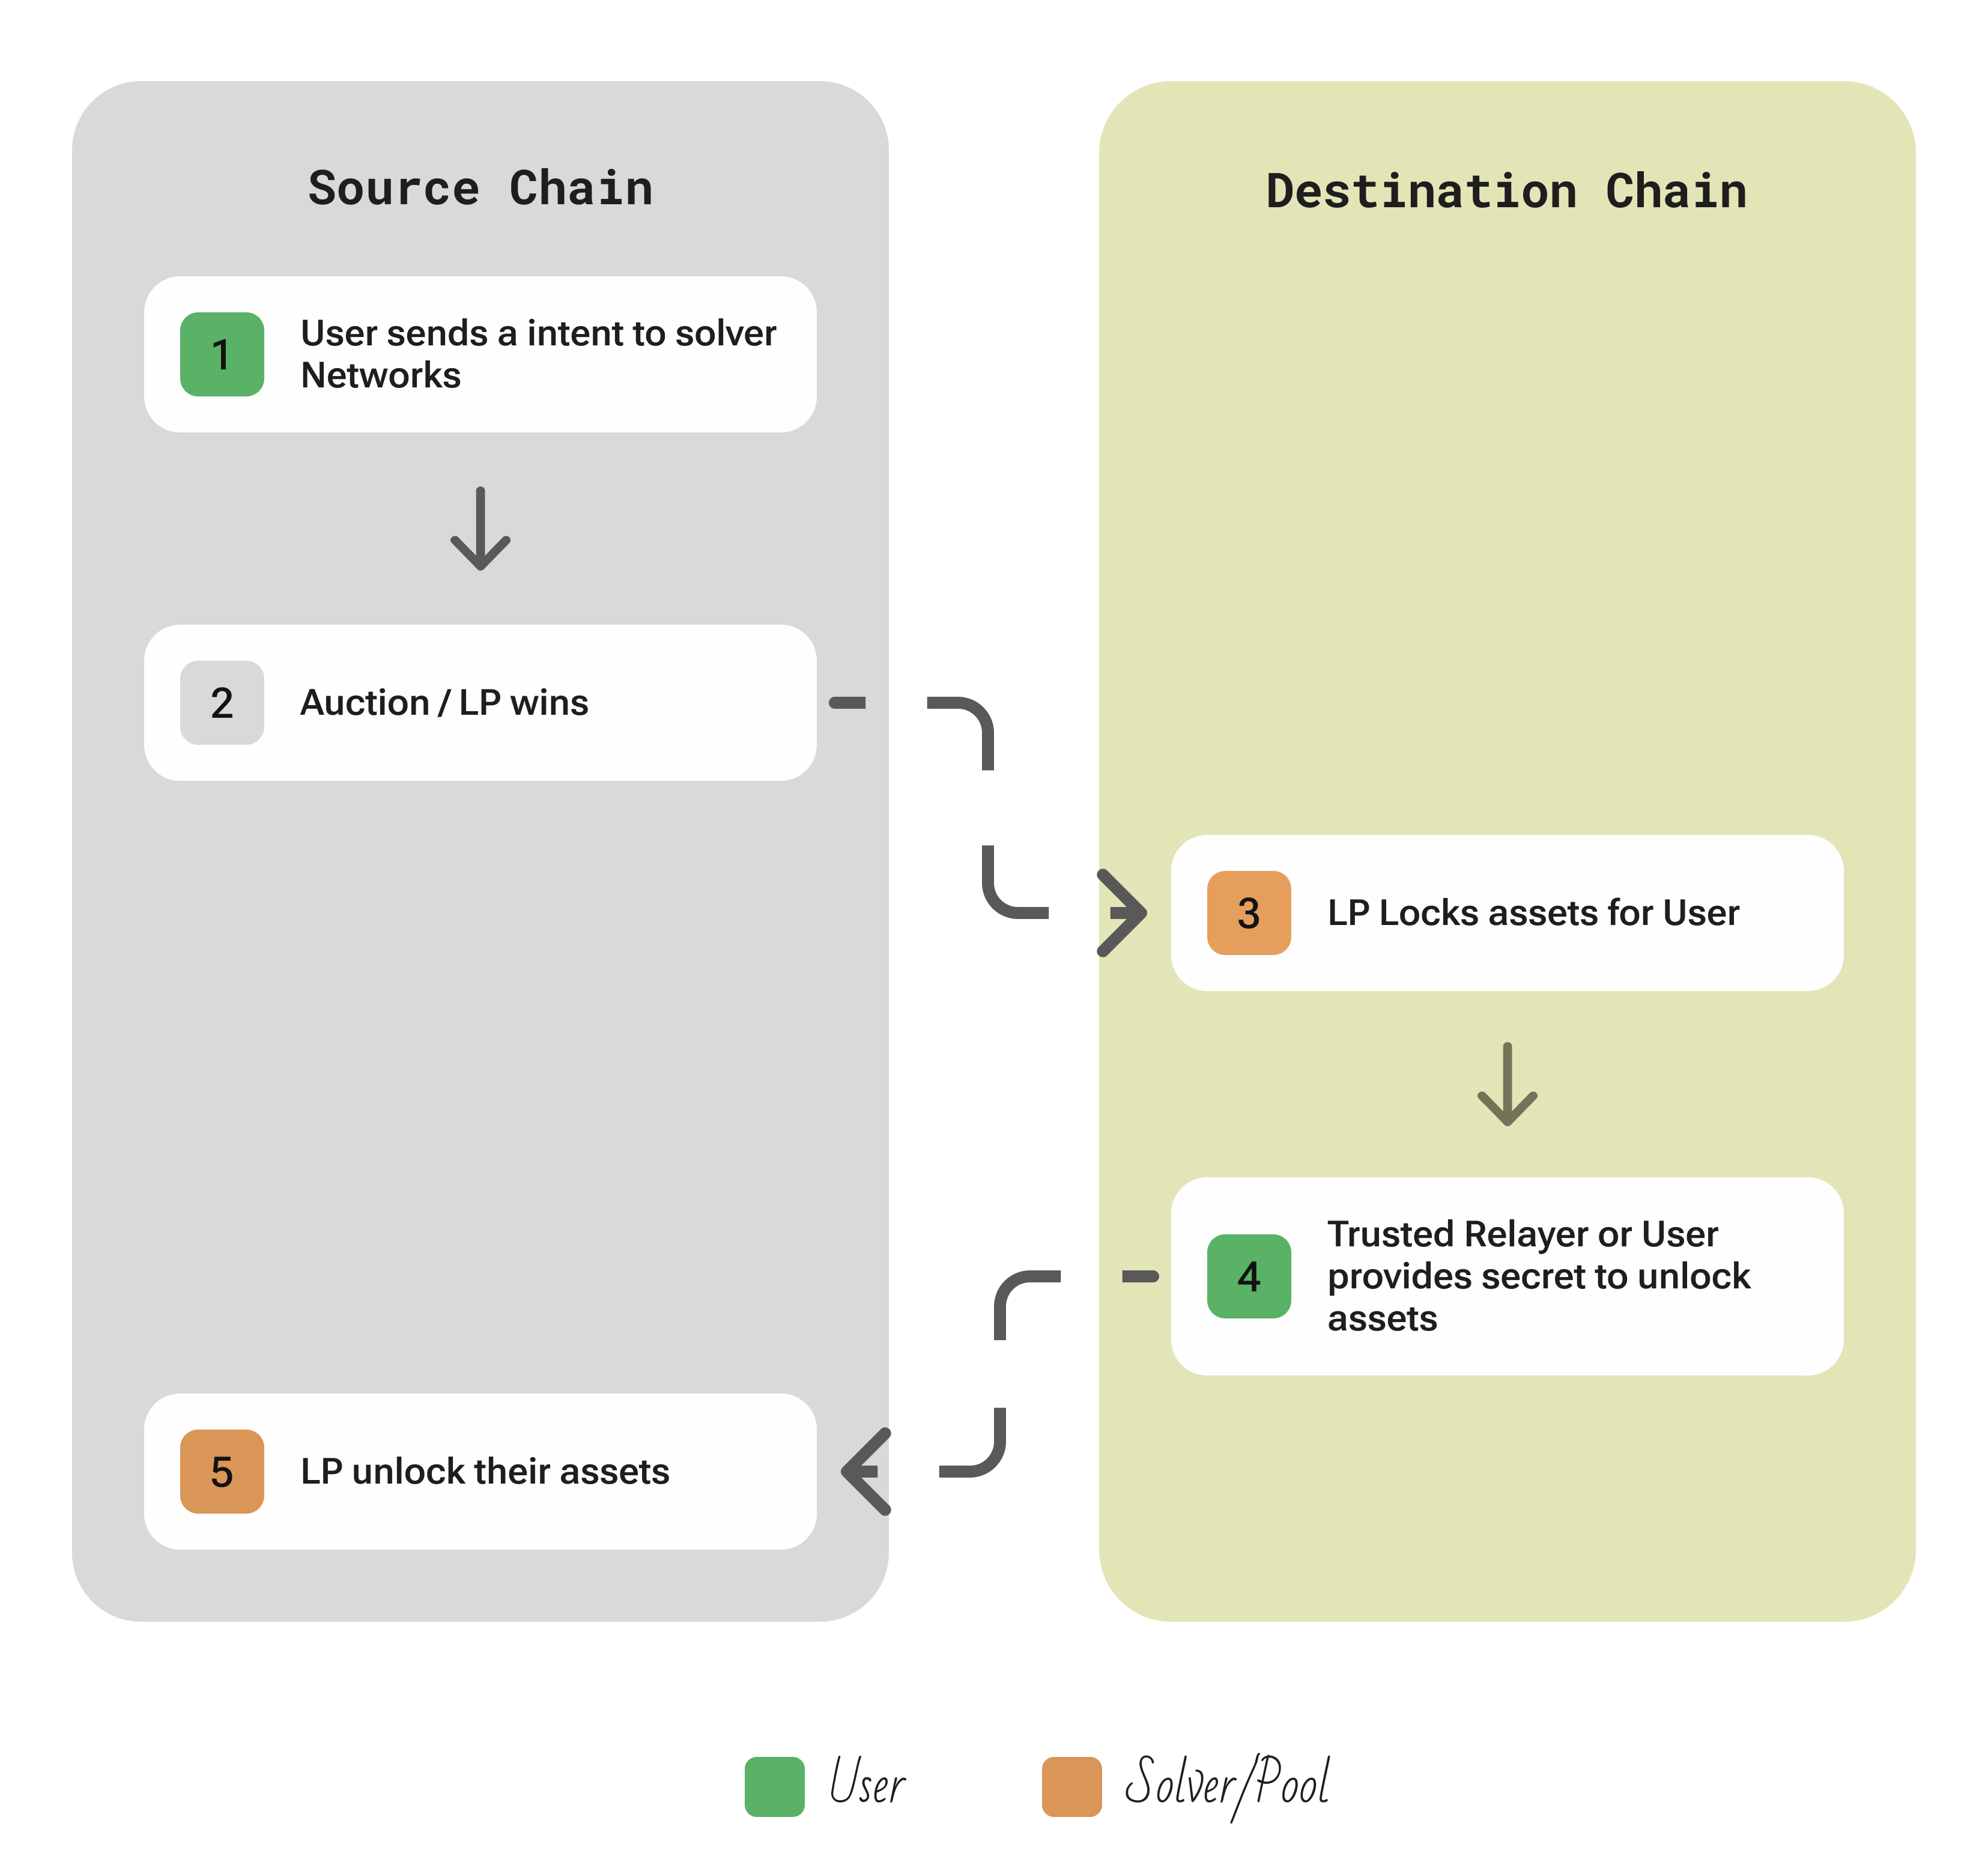 Source Chain
Destination Chain
1
User sends a intent to solver
Networks
2
Auction / LP wins
3
LP Locks assets for User
4
Trusted Relayer or User
provides secret to unlock
assets
5
LP unlock their assets
User
Solver/Pool